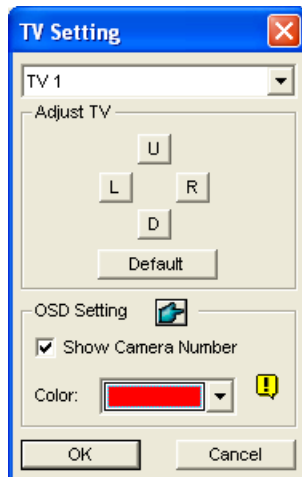 TV Setting
TV 1
Adjust TV
U
L R
D
Default
OSD Setting
Show Camera Number
Color:
OK Cancel